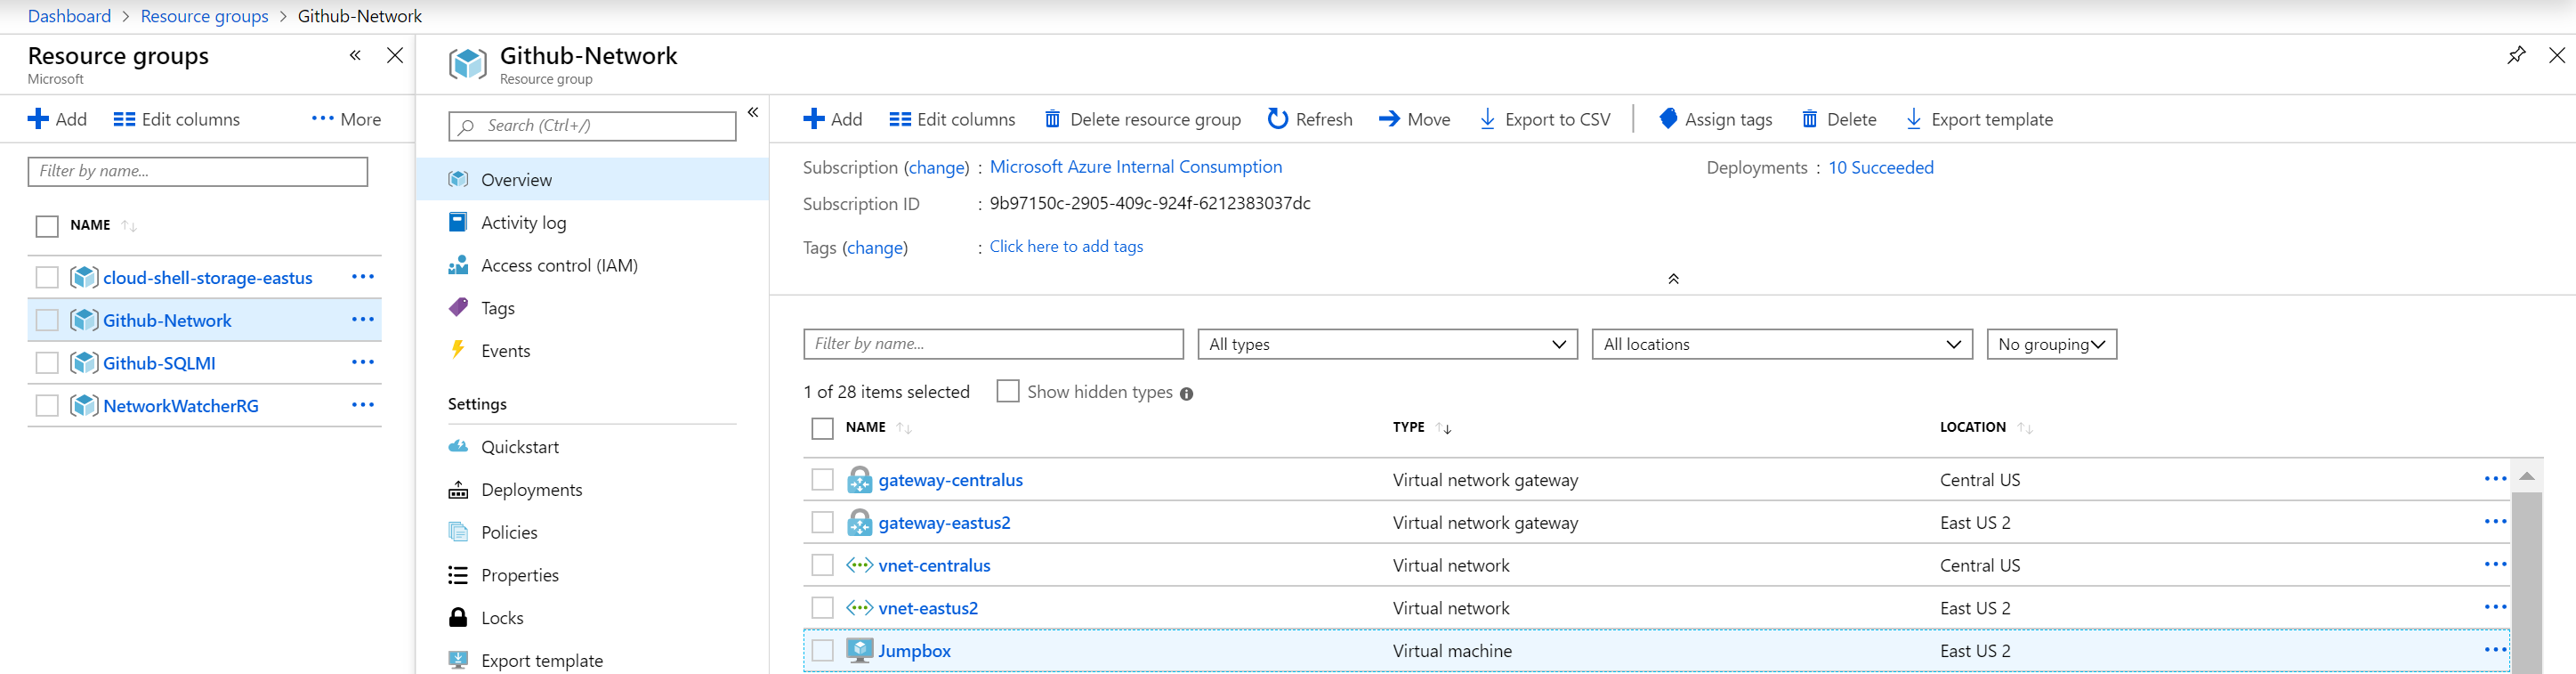 Dashboard > Resource groups > Github-Network
Resource groups
Microsoft
Add Edit columns More
Filter by name...
NAME
cloud-shell-storage-eastus
Github-Network
Github-SQLMI
NetworkWatcherRG
Github-Network
Resource group
Search (Ctrl+/)
Overview
Activity log
Access control (IAM)
Tags
Events
Settings
Quickstart
Deployments
Policies
Properties
Locks
Export template
Add Edit columns Delete resource group Refresh Move Export to CSV Assign tags Delete Export template
Subscription (change) : Microsoft Azure Internal Consumption
Deployments : 10 Succeeded
Subscription ID : 9b97150c-2905-409c-924f-6212383037dc
Tags (change) : Click here to add tags
Filter by name... All types All locations No grouping
1 of 28 items selected Show hidden types
NAME TYPE LOCATION
gateway-centralus Virtual network gateway Central US
gateway-eastus2 Virtual network gateway East US 2
vnet-centralus Virtual network Central US
vnet-eastus2 Virtual network East US 2
Jumpbox Virtual machine East US 2